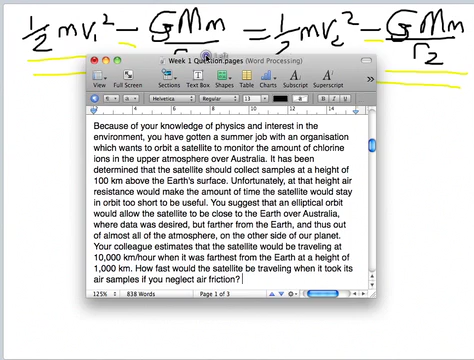 ½mv₁² − GMm = ½mv₂² − GMm
r₂
Week 1 Question.pages (Word Processing)
View Full Screen Sections Text Box Shapes Table Charts Subscript Superscript
Helvetica Regular 13 a B I U
Because of your knowledge of physics and interest in the
environment, you have gotten a summer job with an organisation
which wants to orbit a satellite to monitor the amount of chlorine
ions in the upper atmosphere over Australia. It has been
determined that the satellite should collect samples at a height of
100 km above the Earth's surface. Unfortunately, at that height air
resistance would make the amount of time the satellite would stay
in orbit too short to be useful. You suggest that an elliptical orbit
would allow the satellite to be close to the Earth over Australia,
where data was desired, but farther from the Earth, and thus out
of almost all of the atmosphere, on the other side of our planet.
Your colleague estimates that the satellite would be traveling at
10,000 km/hour when it was farthest from the Earth at a height of
1,000 km. How fast would the satellite be traveling when it took its
air samples if you neglect air friction?
125% 838 Words Page 1 of 3